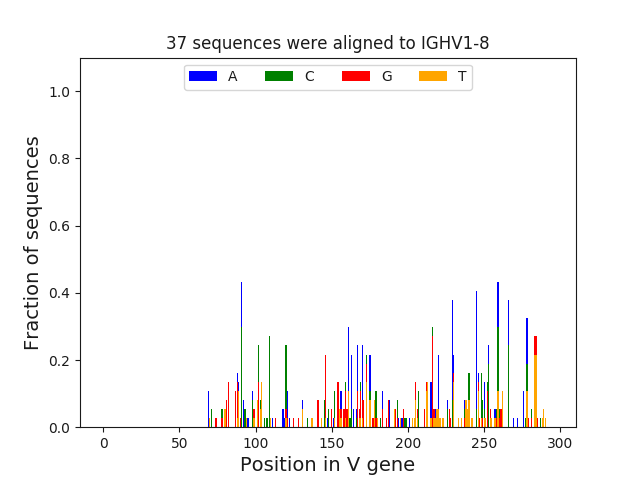 37 sequences were aligned to IGHV1-8
A C G T
1.0
0.8
0.6
0.4
0.2
0.0
Fraction of sequences
0 50 100 150 200 250 300
Position in V gene